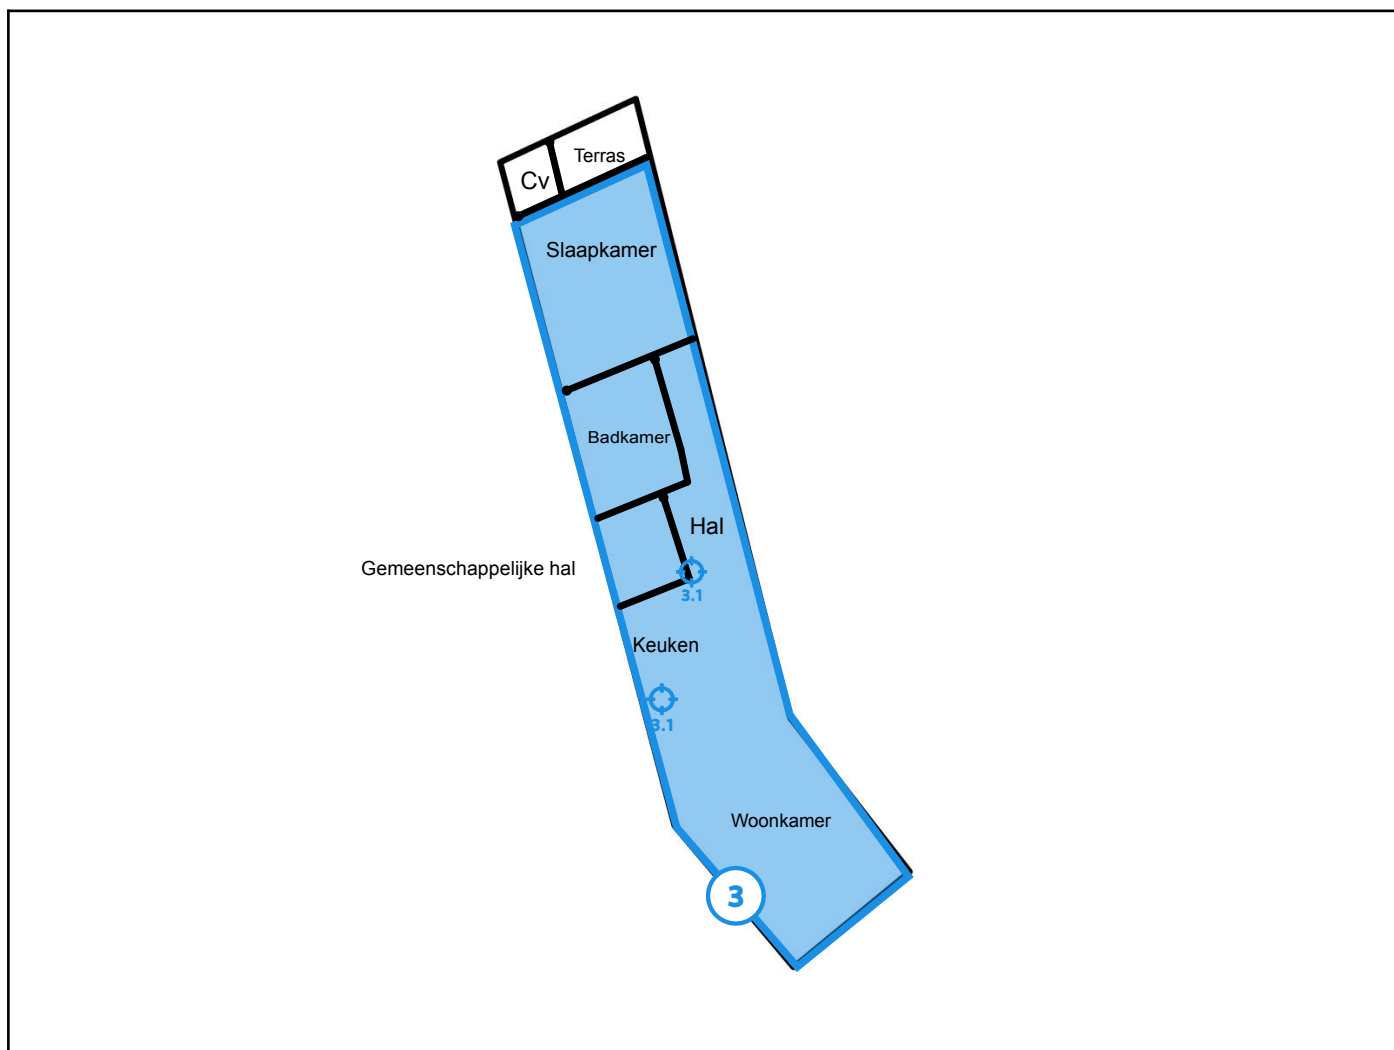 Terras
Cv
Slaapkamer
Badkamer
Hal
Gemeenschappelijke hal
3.1
Keuken
3.1
Woonkamer
3